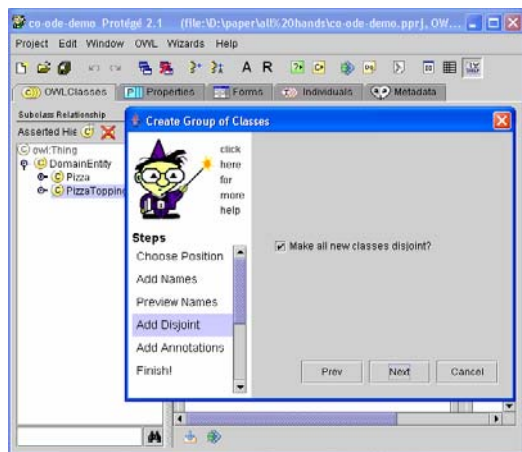 co-ode-demo Protégé 2.1 (file:\D:\paper\all%20hands\co-ode-demo.ppr], OW...
Project Edit Window OWL Wizards Help
OWLClasses Properties Forms Individuals Metadata
Subclass Relationship
Asserted Hie
owl:Thing
DomainEntity
Pizza
PizzaTopping
Create Group of Classes
click
here
for
more
help
Steps
Choose Position
Add Names
Preview Names
Add Disjoint
Add Annotations
Finish!
Make all new classes disjoint?
Prev Next Cancel